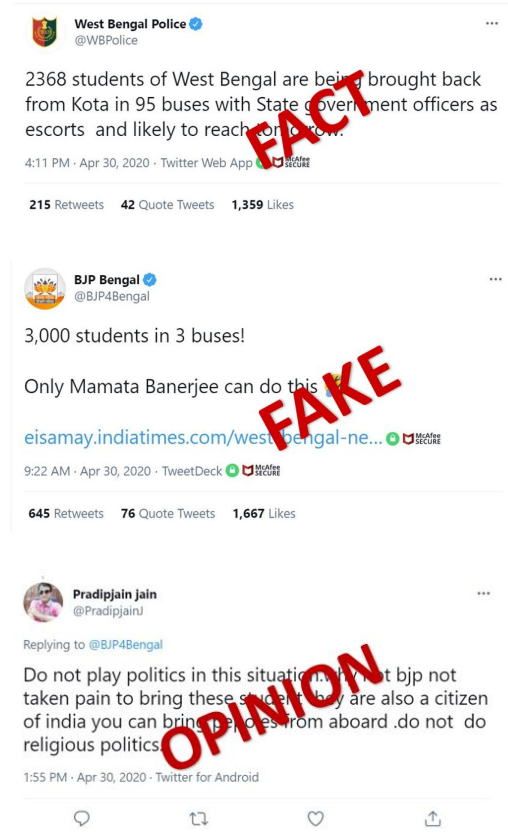 West Bengal Police
@WBPolice
2368 students of West Bengal are being brought back
from Kota in 95 buses with State government officers as
escorts and likely to reach tomorrow.
FACT
4:11 PM · Apr 30, 2020 · Twitter Web App McAfee SECURE
215 Retweets 42 Quote Tweets 1,359 Likes
BJP Bengal
@BJP4Bengal
3,000 students in 3 buses!
Only Mamata Banerjee can do this
FAKE
eisamay.indiatimes.com/west-bengal-ne... McAfee SECURE
9:22 AM · Apr 30, 2020 · TweetDeck McAfee SECURE
645 Retweets 76 Quote Tweets 1,667 Likes
Pradipjain jain
@PradipjainJ
Replying to @BJP4Bengal
Do not play politics in this situation.why not bjp not
taken pain to bring these student they are also a citizen
of india you can bring pepoles from aboard .do not do
religious politics.
OPINION
1:55 PM · Apr 30, 2020 · Twitter for Android